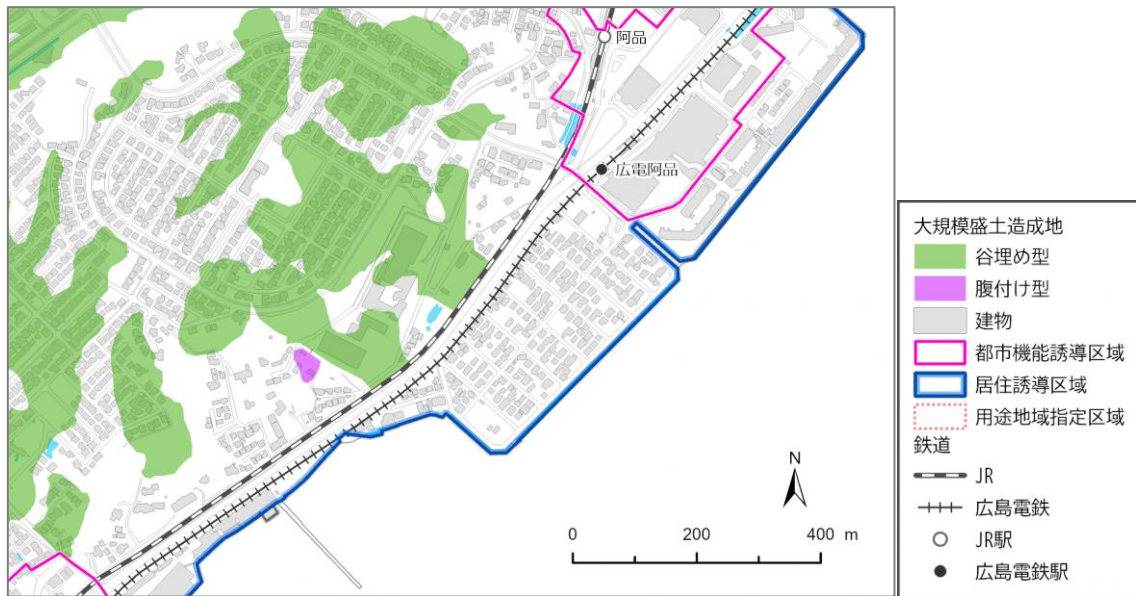 阿品
広電阿品
N
0 200 400 m
大規模盛土造成地
谷埋め型
腹付け型
建物
都市機能誘導区域
居住誘導区域
用途地域指定区域
鉄道
JR
広島電鉄
JR駅
広島電鉄駅